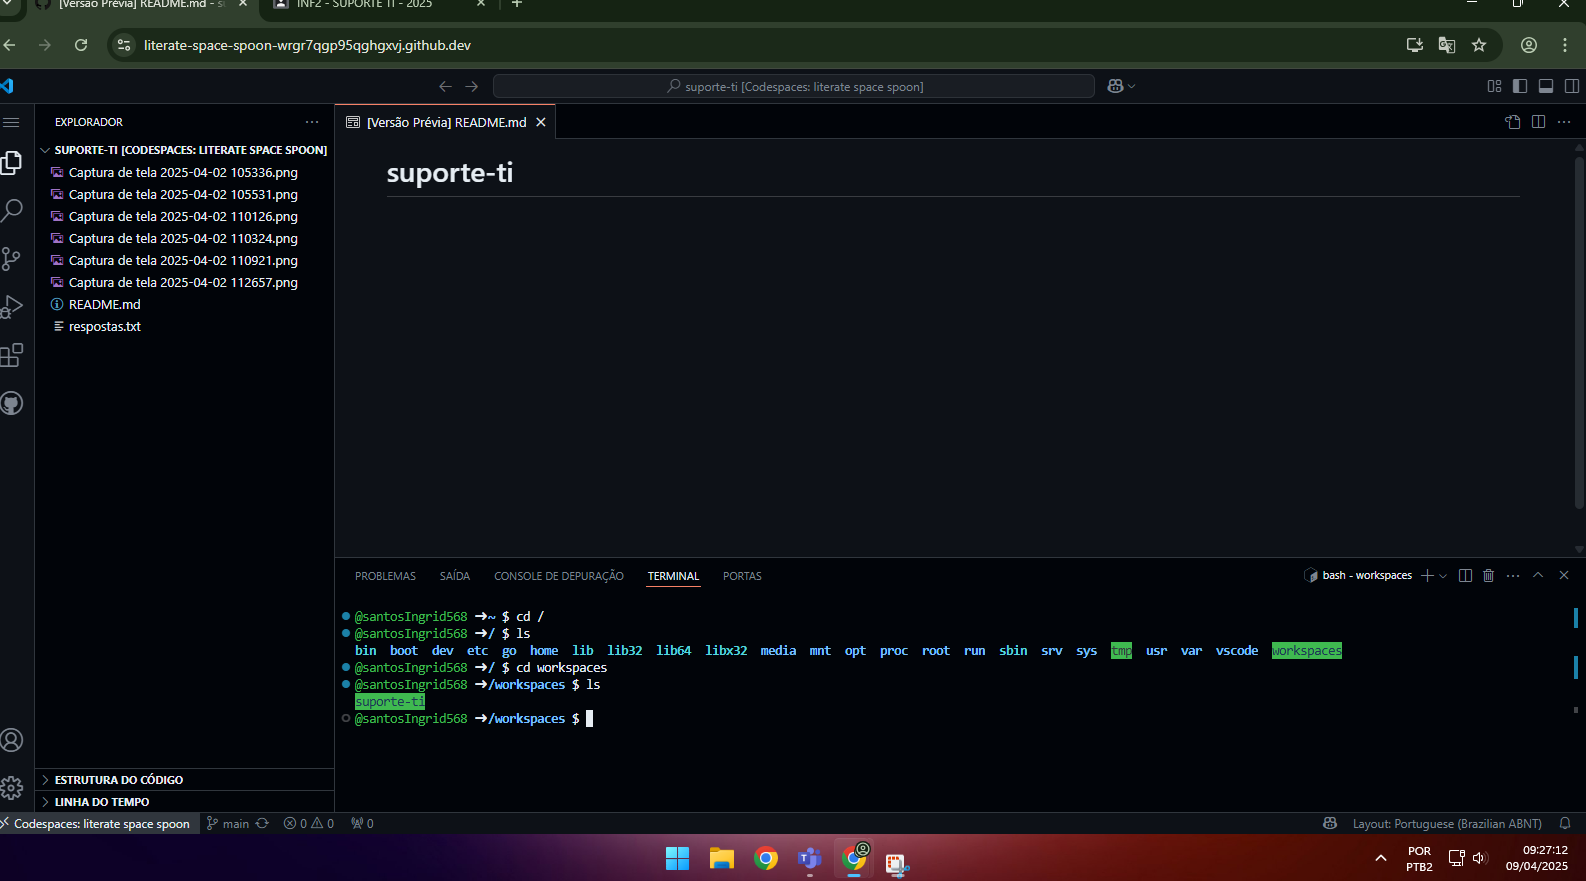 [Versão Prévia] README.md - su
INF2 - SUPORTE TI - 2025
literate-space-spoon-wrgr7qgp95qghgxvj.github.dev
suporte-ti [Codespaces: literate space spoon]
EXPLORADOR
[Versão Prévia] README.md
SUPORTE-TI [CODESPACES: LITERATE SPACE SPOON]
Captura de tela 2025-04-02 105336.png
Captura de tela 2025-04-02 105531.png
Captura de tela 2025-04-02 110126.png
Captura de tela 2025-04-02 110324.png
Captura de tela 2025-04-02 110921.png
Captura de tela 2025-04-02 112657.png
README.md
respostas.txt
suporte-ti
PROBLEMAS SAÍDA CONSOLE DE DEPURAÇÃO TERMINAL PORTAS
bash - workspaces
@santosIngrid568 ➜~ $ cd /
@santosIngrid568 ➜/ $ ls
bin boot dev etc go home lib lib32 lib64 libx32 media mnt opt proc root run sbin srv sys tmp usr var vscode workspaces
@santosIngrid568 ➜/ $ cd workspaces
@santosIngrid568 ➜/workspaces $ ls
suporte-ti
@santosIngrid568 ➜/workspaces $
ESTRUTURA DO CÓDIGO
LINHA DO TEMPO
Codespaces: literate space spoon main 0 0 0
Layout: Portuguese (Brazilian ABNT)
POR
PTB2
09:27:12
09/04/2025